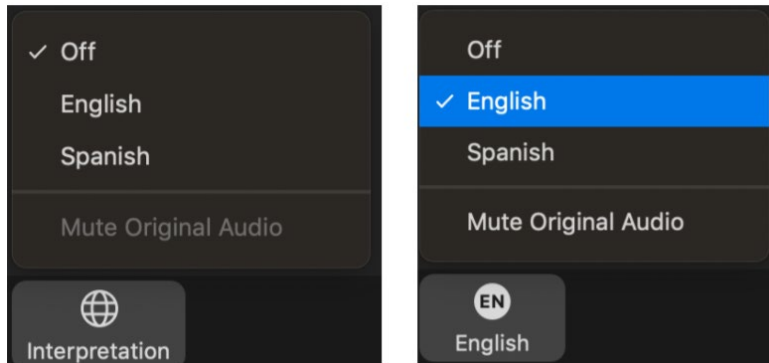 Off
English
Spanish
Mute Original Audio
Interpretation
Off
English
Spanish
Mute Original Audio
EN
English